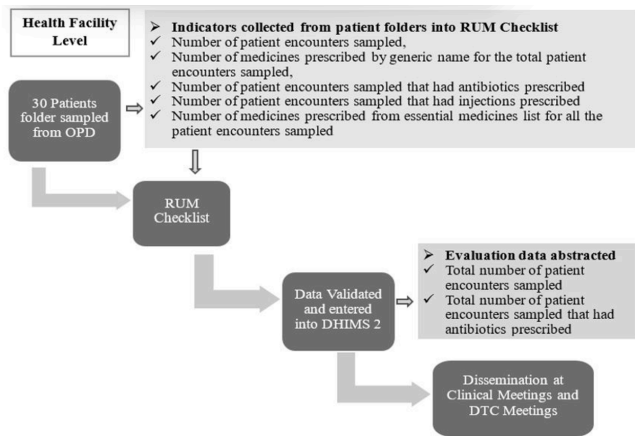 Health Facility
Level
➢ Indicators collected from patient folders into RUM Checklist
✓ Number of patient encounters sampled,
✓ Number of medicines prescribed by generic name for the total patient
encounters sampled,
✓ Number of patient encounters sampled that had antibiotics prescribed
✓ Number of patient encounters sampled that had injections prescribed
✓ Number of medicines prescribed from essential medicines list for all the
patient encounters sampled
30 Patients
folder sampled
from OPD
RUM
Checklist
Data Validated
and entered
into DHIMS 2
➢ Evaluation data abstracted
✓ Total number of patient
encounters sampled
✓ Total number of patient
encounters sampled that had
antibiotics prescribed
Dissemination at
Clinical Meetings and
DTC Meetings